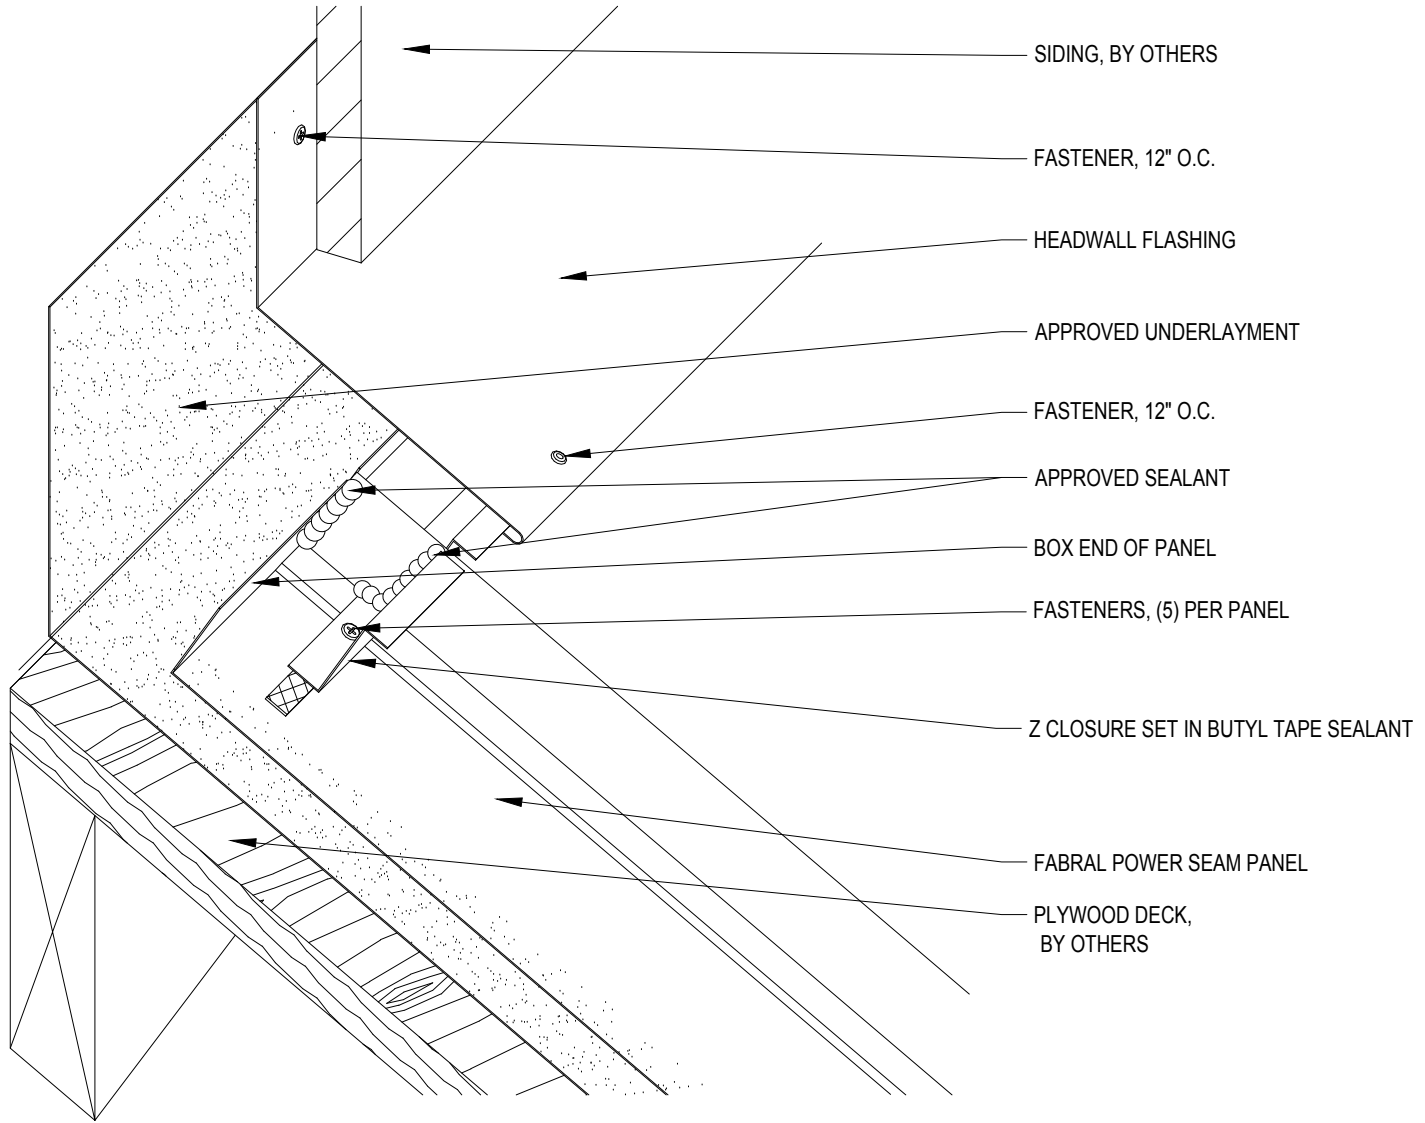 SIDING, BY OTHERS
FASTENER, 12" O.C.
HEADWALL FLASHING
APPROVED UNDERLAYMENT
FASTENER, 12" O.C.
APPROVED SEALANT
BOX END OF PANEL
FASTENERS, (5) PER PANEL
Z CLOSURE SET IN BUTYL TAPE SEALANT
FABRAL POWER SEAM PANEL
PLYWOOD DECK,
BY OTHERS